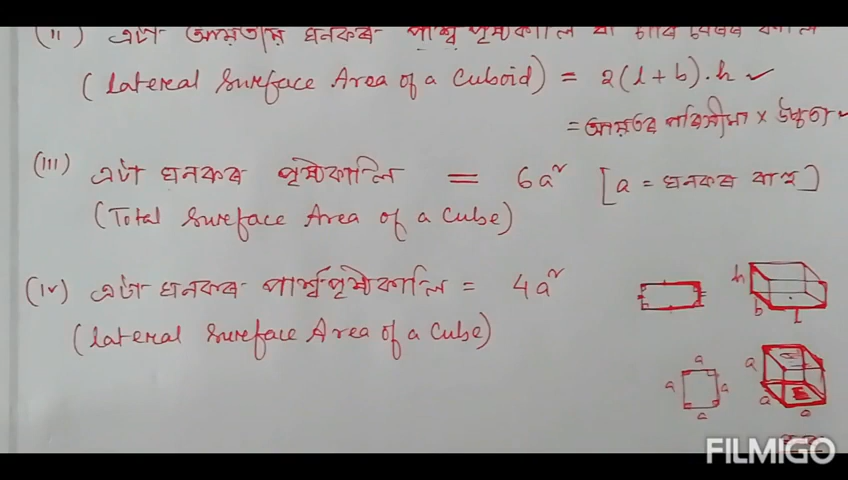 (ii) এটা আয়তীয় ঘনকৰ পাৰ্শ্ব পৃষ্ঠকালি বা চাৰি বেৰৰ কালি
(Lateral Surface Area of a Cuboid) = 2(l+b).h ✓
= আয়তৰ পৰিসীমা × উচ্চতা ✓
(iii) এটা ঘনকৰ পৃষ্ঠকালি = 6a² [a = ঘনকৰ বাহু]
(Total Surface Area of a Cube)
(iv) এটা ঘনকৰ পাৰ্শ্বপৃষ্ঠকালি = 4a²
(Lateral Surface Area of a Cube)
h
b l
a
a a
a
a
a a
FILMIGO